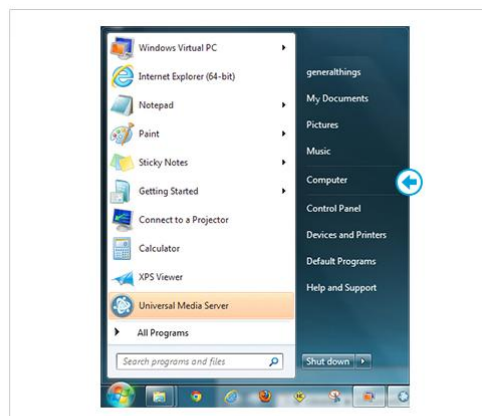 Windows Virtual PC
Internet Explorer (64-bit)
Notepad
Paint
Sticky Notes
Getting Started
Connect to a Projector
Calculator
XPS Viewer
Universal Media Server
All Programs
Search programs and files
generalthings
My Documents
Pictures
Music
Computer
Control Panel
Devices and Printers
Default Programs
Help and Support
Shut down